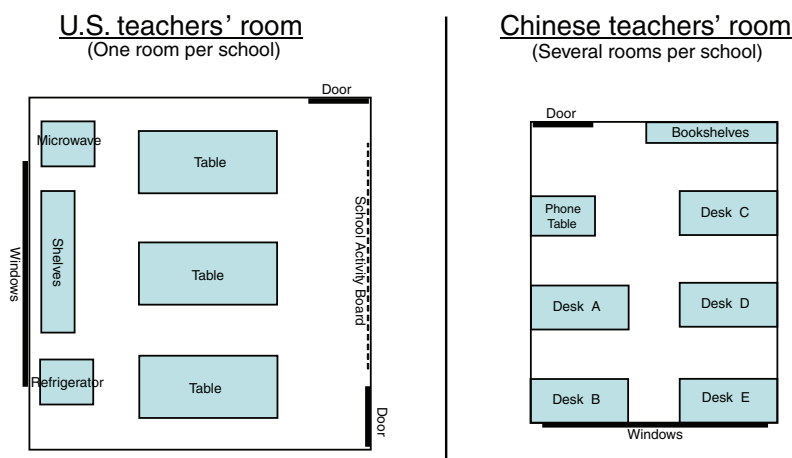 U.S. teachers’ room
(One room per school)
Door
Microwave
Table
Shelves
Windows
Table
School Activity Board
Refrigerator
Table
Door
Chinese teachers’ room
(Several rooms per school)
Door
Bookshelves
Phone
Table
Desk C
Desk A
Desk D
Desk B
Desk E
Windows